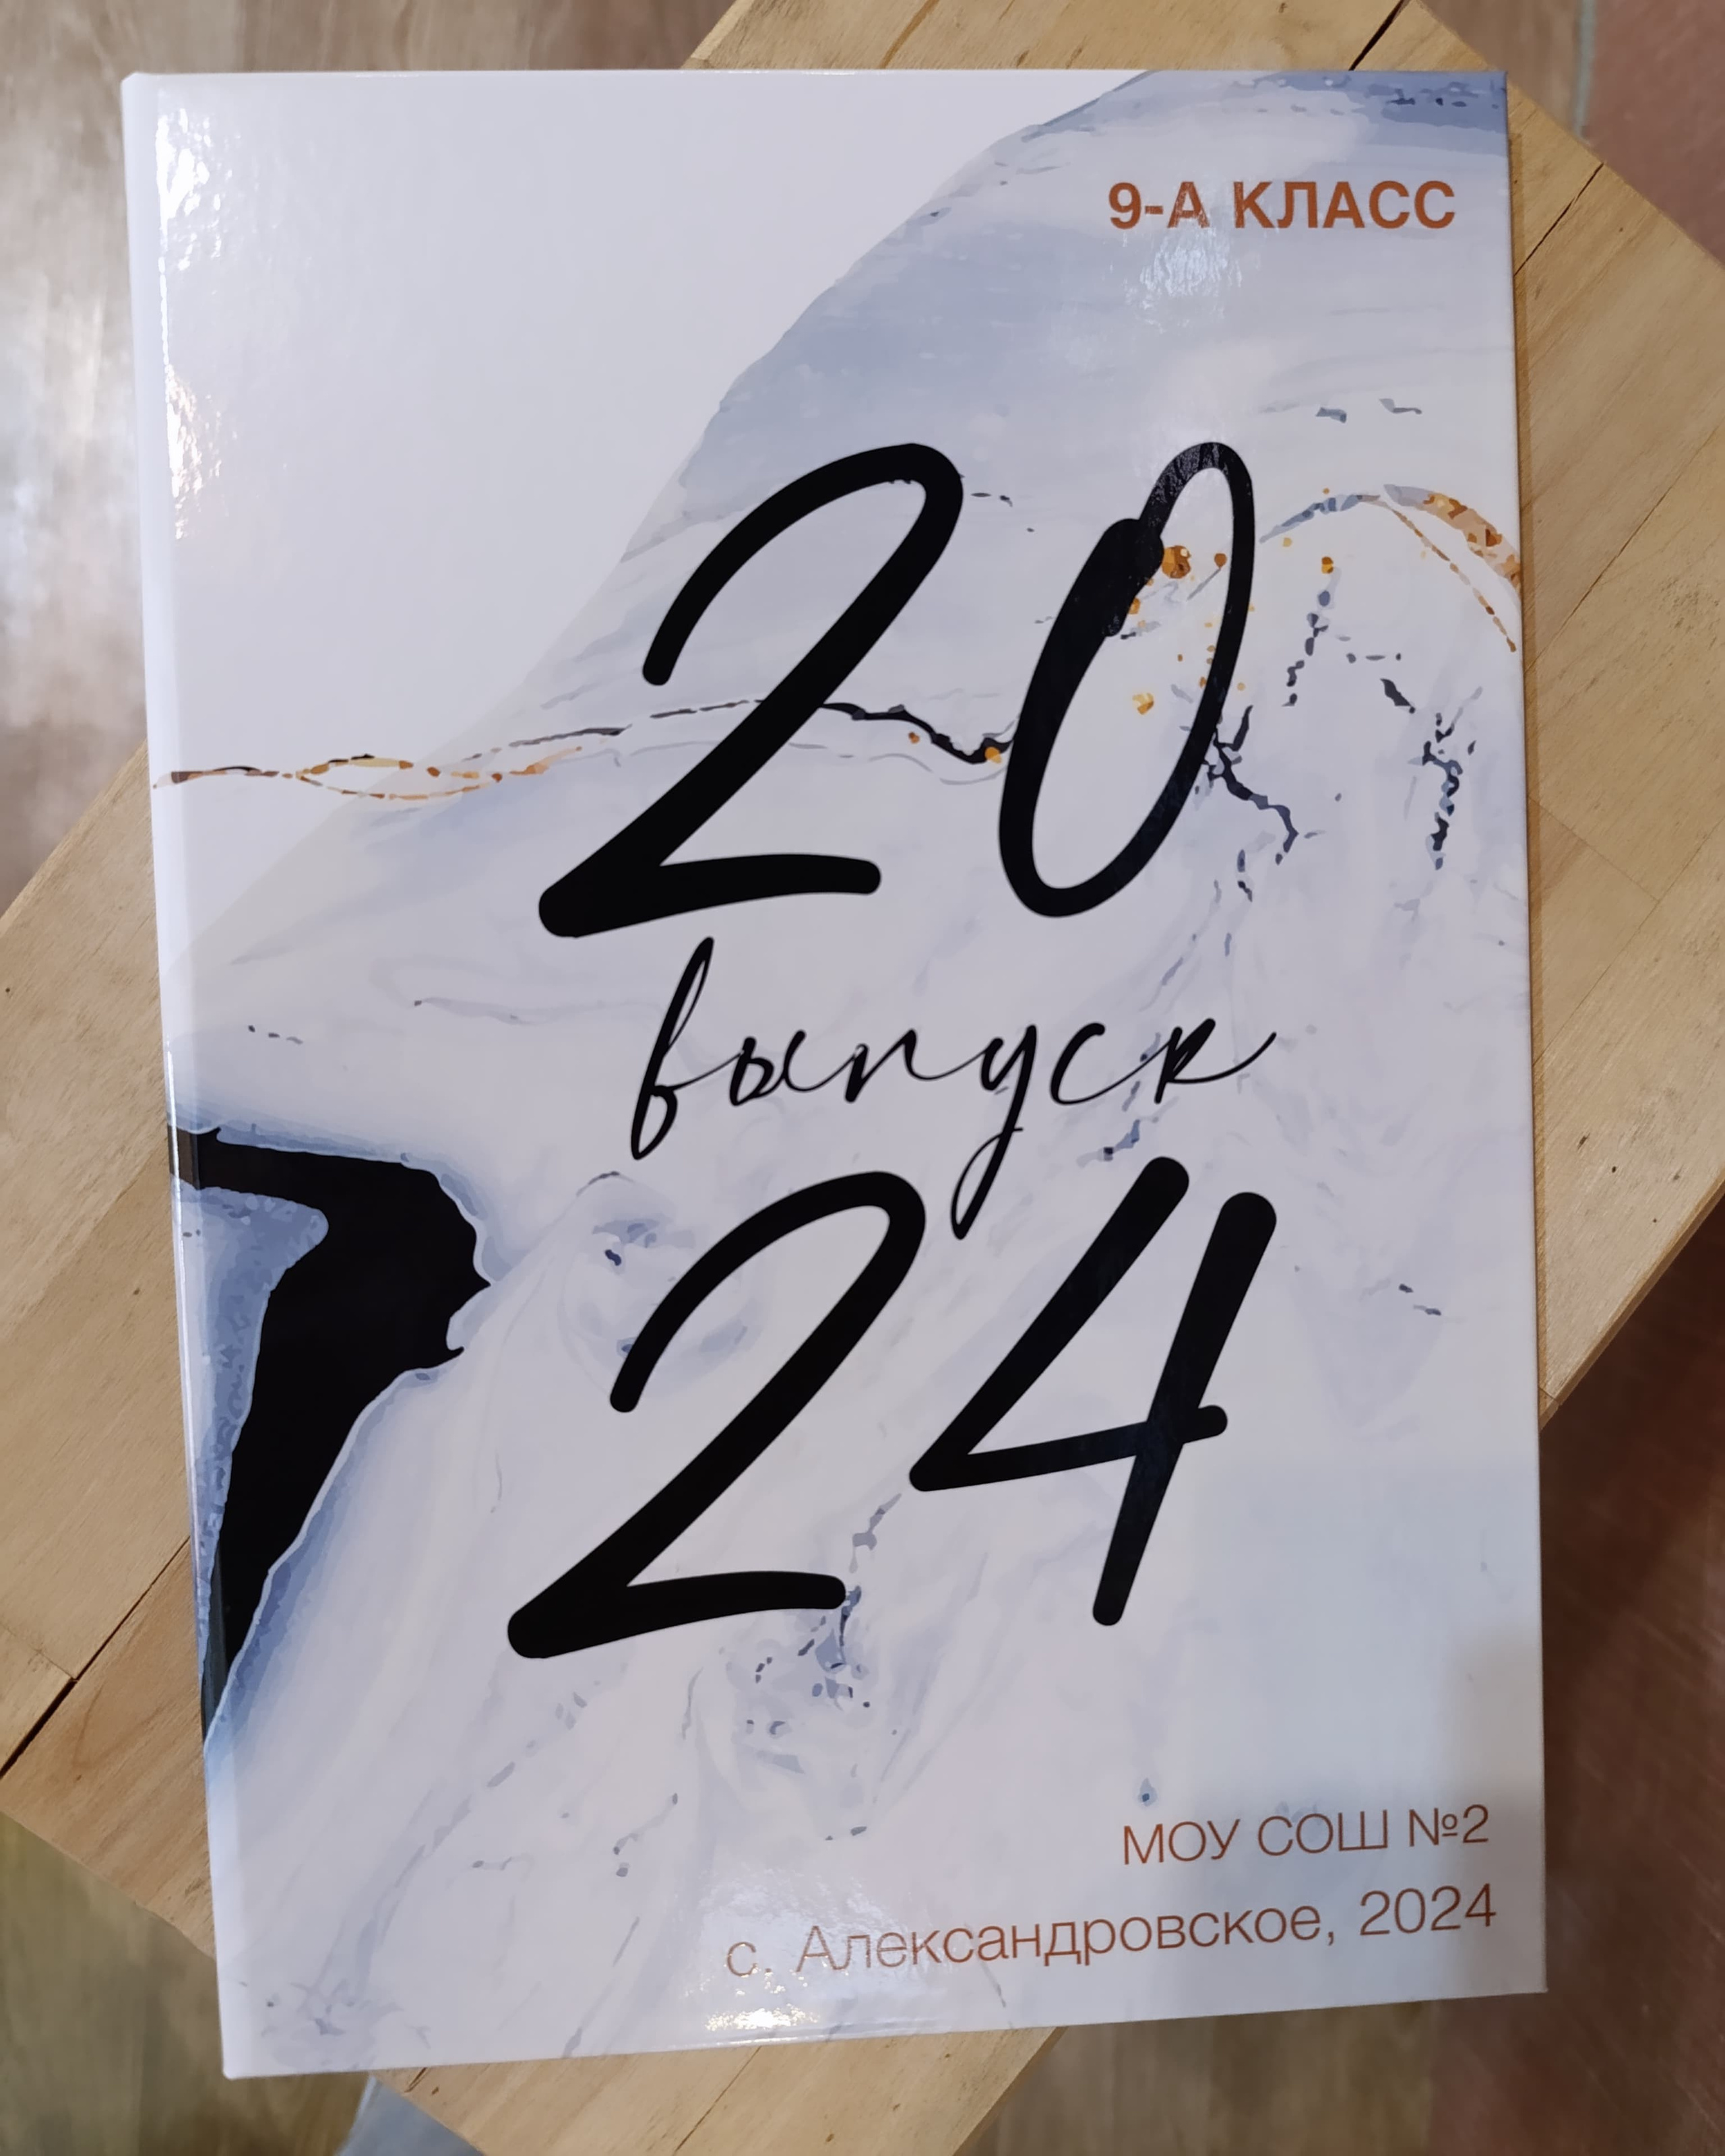 9-А КЛАСС
20
выпуск
24
МОУ СОШ №2
с. Александровское, 2024